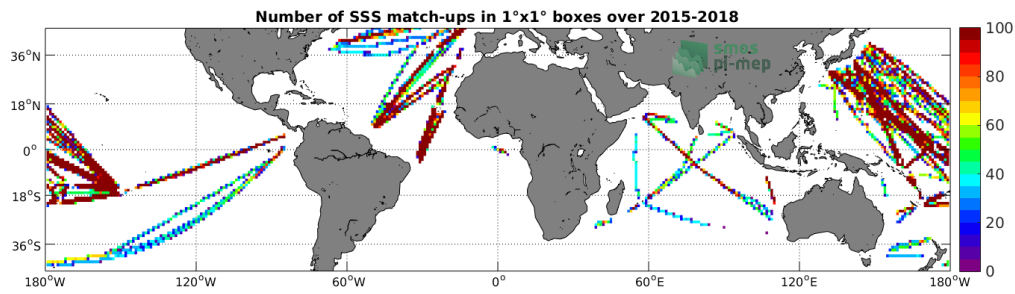 Number of SSS match-ups in 1°x1° boxes over 2015-2018
smos
pi-mep
36°N
18°N
0°
18°S
36°S
180°W 120°W 60°W 0° 60°E 120°E 180°E
100
80
60
40
20
0